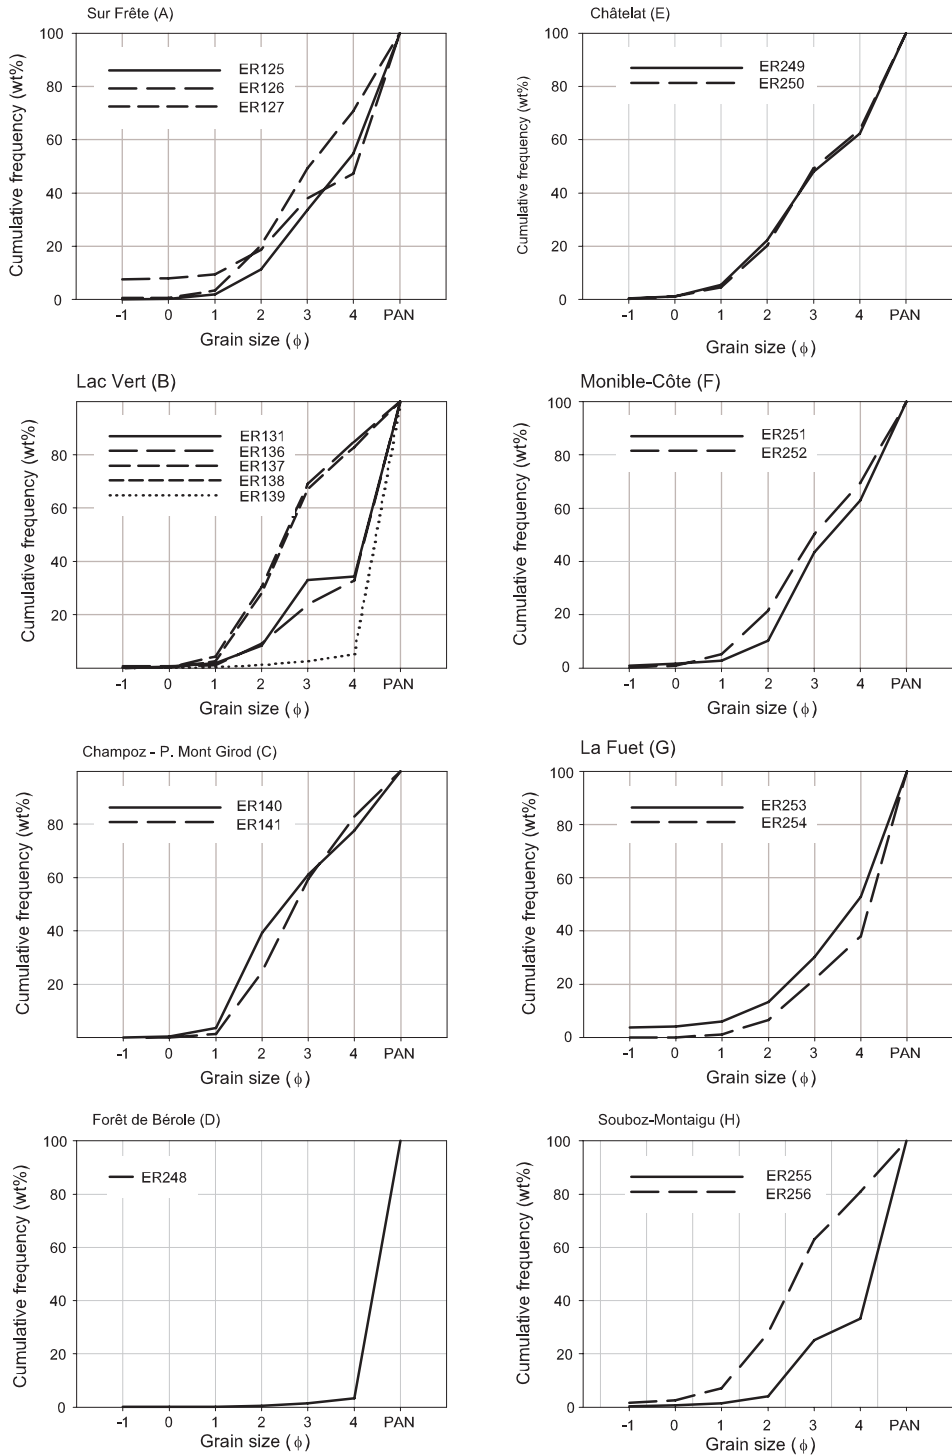 Sur Frête (A)
Cumulative frequency (wt%)
100
80
60
40
20
0
ER125
ER126
ER127
-1 0 1 2 3 4 PAN
Grain size (ϕ)
Châtelat (E)
Cumulative frequency (wt%)
100
80
60
40
20
0
ER249
ER250
-1 0 1 2 3 4 PAN
Grain size (ϕ)
Lac Vert (B)
Cumulative frequency (wt%)
80
60
40
20
ER131
ER136
ER137
ER138
ER139
-1 0 1 2 3 4 PAN
Grain size (ϕ)
Monible-Côte (F)
Cumulative frequency (wt%)
100
80
60
40
20
0
ER251
ER252
-1 0 1 2 3 4 PAN
Grain size (ϕ)
Champoz - P. Mont Girod (C)
Cumulative frequency (wt%)
80
60
40
20
ER140
ER141
-1 0 1 2 3 4 PAN
Grain size (ϕ)
La Fuet (G)
Cumulative frequency (wt%)
100
80
60
40
20
0
ER253
ER254
-1 0 1 2 3 4 PAN
Grain size (ϕ)
Forêt de Bérole (D)
Cumulative frequency (wt%)
100
80
60
40
20
0
ER248
-1 0 1 2 3 4 PAN
Grain size (ϕ)
Souboz-Montaigu (H)
Cumulative frequency (wt%)
100
80
60
40
20
0
ER255
ER256
-1 0 1 2 3 4 PAN
Grain size (ϕ)